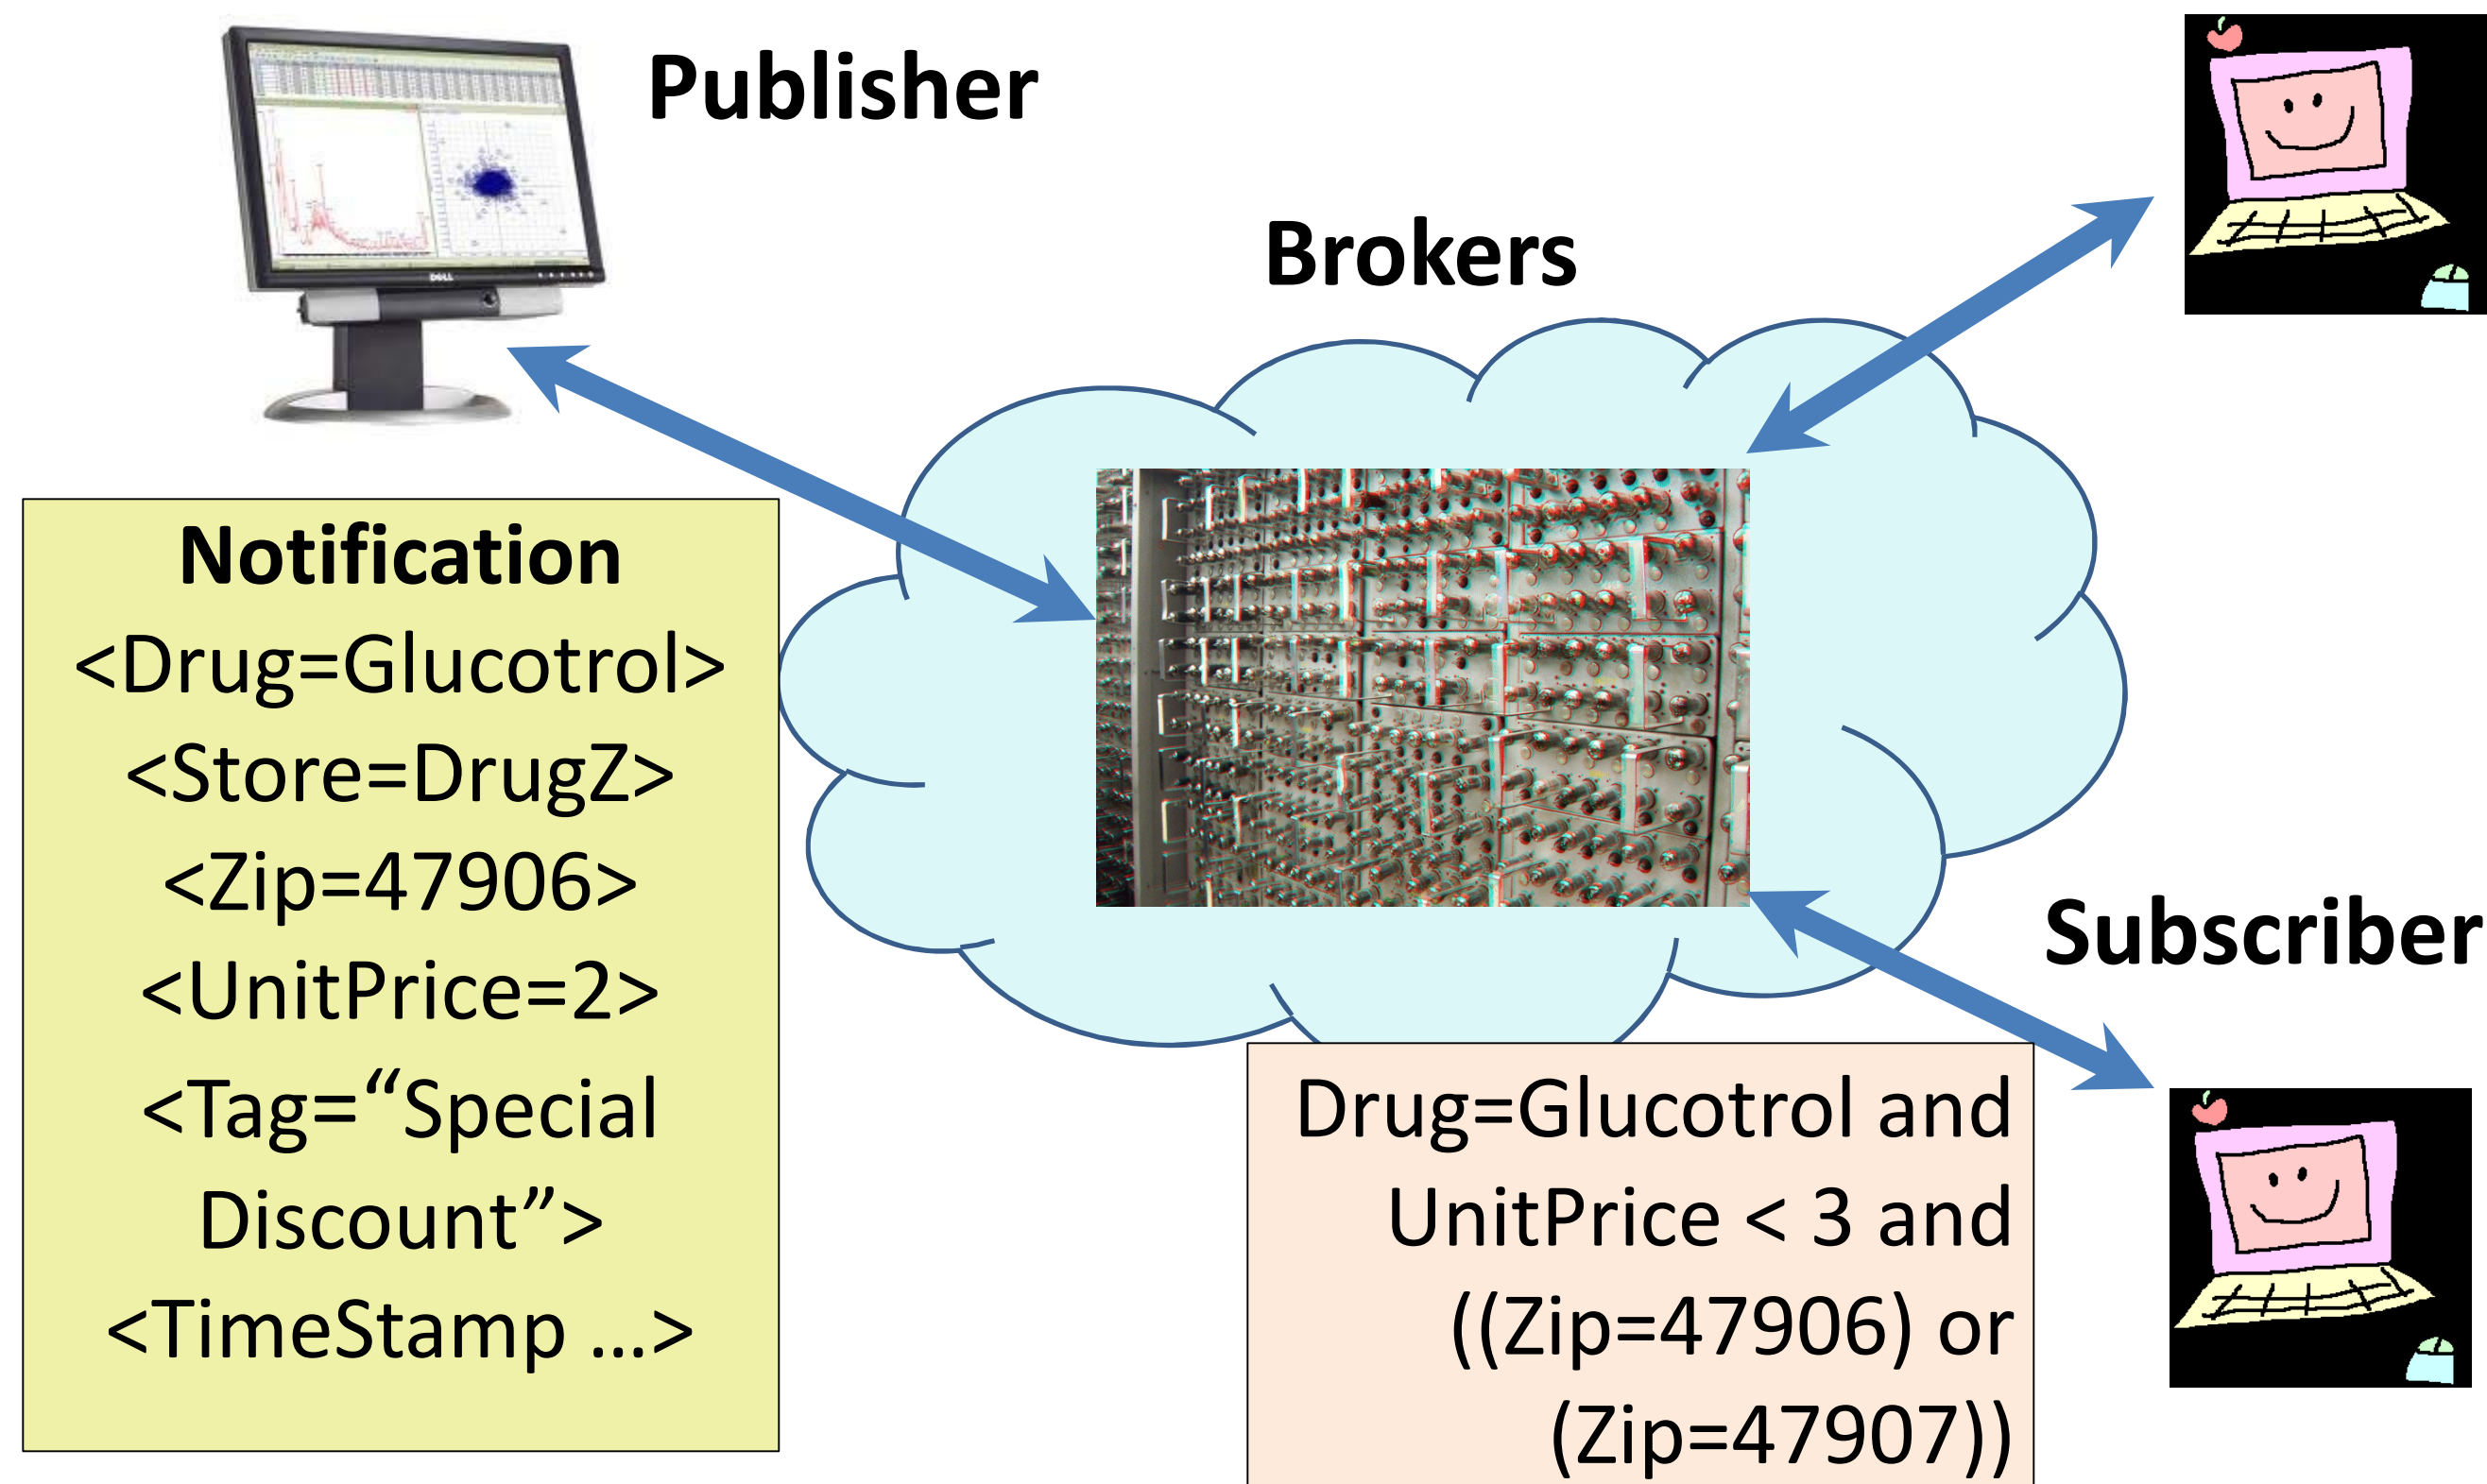 Publisher
Brokers
Notification
<Drug=Glucotrol>
<Store=DrugZ>
<Zip=47906>
<UnitPrice=2>
<Tag=“Special
Discount”>
<TimeStamp ...>
Subscriber
Drug=Glucotrol and
UnitPrice < 3 and
((Zip=47906) or
(Zip=47907))
DELL